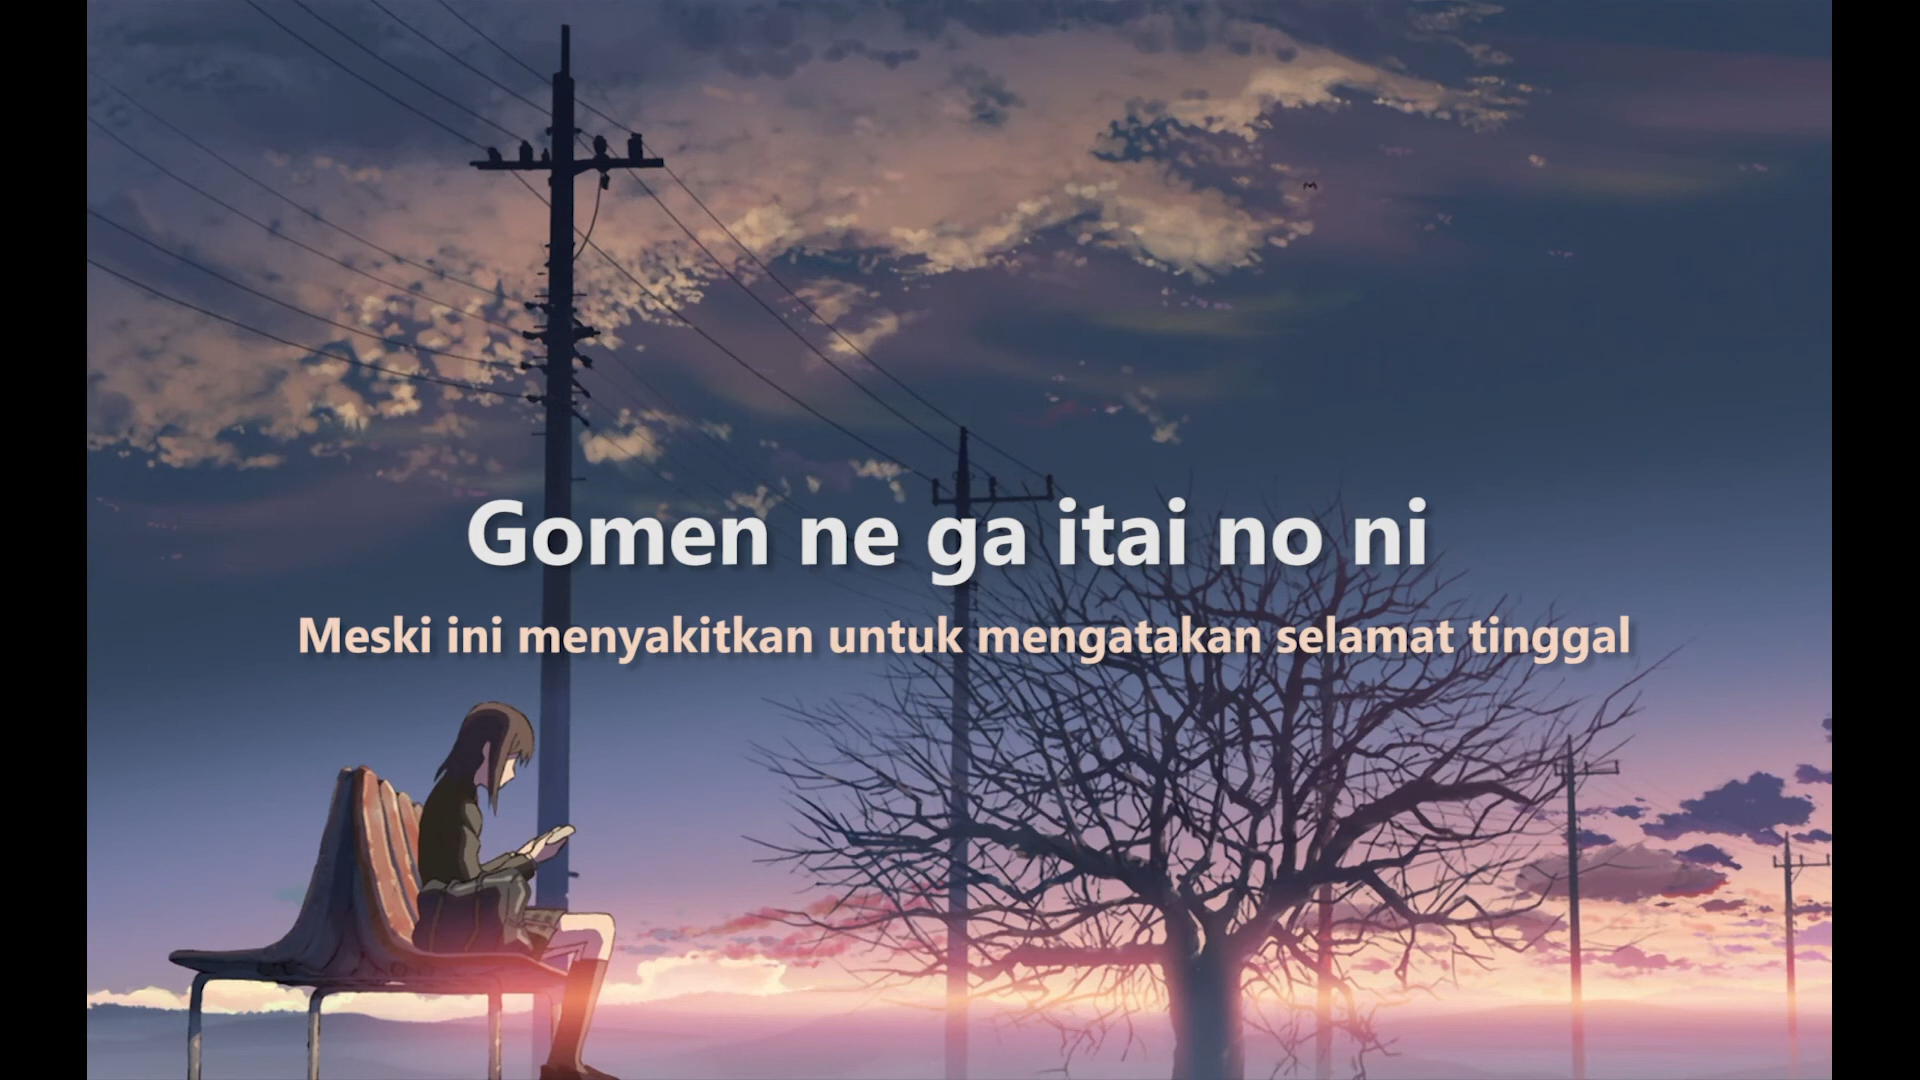 Gomen ne ga itai no ni
Meski ini menyakitkan untuk mengatakan selamat tinggal